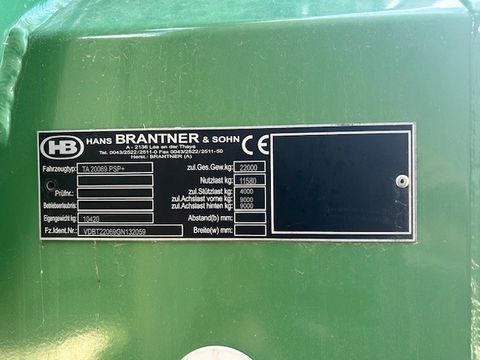 HB HANS BRANTNER & SOHN CE
A - 2136 Laa an der Thaya
Tel. 0043/2522/2511-0 Fax 0043/2522/2511-50
Herst.: BRANTNER (A)
Fahrzeugtyp: TA 20069 PSP+ zul.Ges.Gew.kg: 22000
Nutzlast kg: 11580
Prüfnr.: zul.Stützlast kg: 4000
zul.Achslast vorne kg: 9000
Betriebserlaubnis: zul.Achslast hinten kg: 9000
Eigengewicht kg: 10420 Abstand(b) mm:
Fz.Ident.Nr.: VDBT22069GN132059 Breite(w) mm: